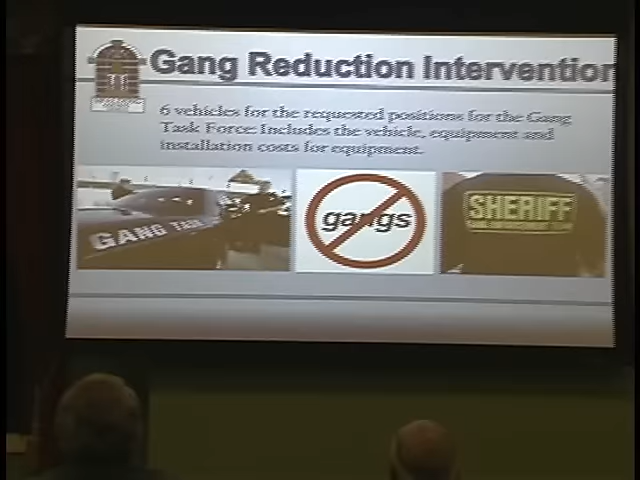 Gang Reduction Intervention
6 vehicles for the requested positions for the Gang
Task Force: Includes the vehicle, equipment and
installation costs for equipment.
GANG TASK
gangs
SHERIFF